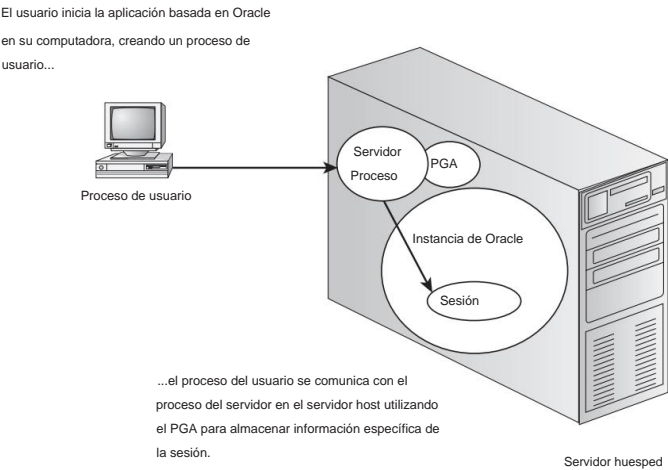 El usuario inicia la aplicación basada en Oracle
en su computadora, creando un proceso de
usuario...
Servidor
Proceso
PGA
Proceso de usuario
Instancia de Oracle
Sesión
...el proceso del usuario se comunica con el
proceso del servidor en el servidor host utilizando
el PGA para almacenar información específica de
la sesión.
Servidor huesped